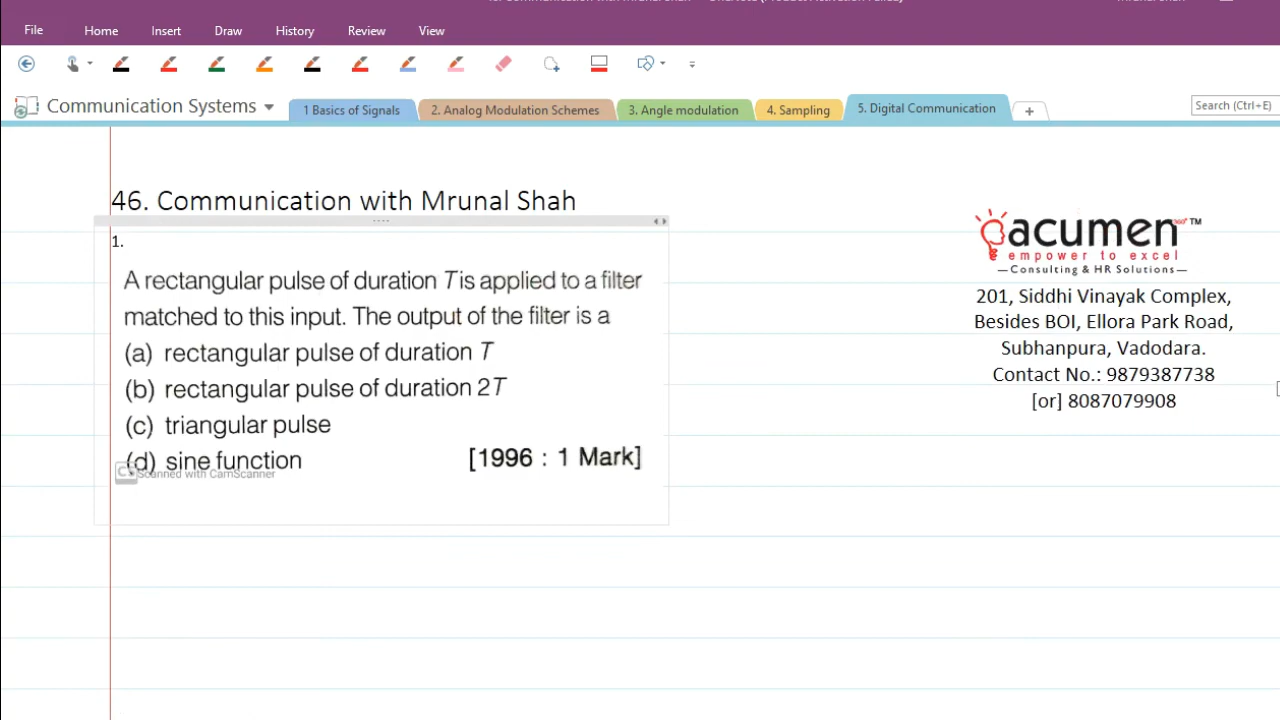 File
Home
Insert
Draw
History
Review
View
Communication Systems
1 Basics of Signals
2. Analog Modulation Schemes
3. Angle modulation
4. Sampling
5. Digital Communication
Search (Ctrl+E)
46. Communication with Mrunal Shah
1.
A rectangular pulse of duration T is applied to a filter
matched to this input. The output of the filter is a
(a) rectangular pulse of duration T
(b) rectangular pulse of duration 2T
(c) triangular pulse
(d) sine function [1996 : 1 Mark]
CS Scanned with CamScanner
acumen TM
empower to excel
—Consulting & HR Solutions—
201, Siddhi Vinayak Complex,
Besides BOI, Ellora Park Road,
Subhanpura, Vadodara.
Contact No.: 9879387738
[or] 8087079908